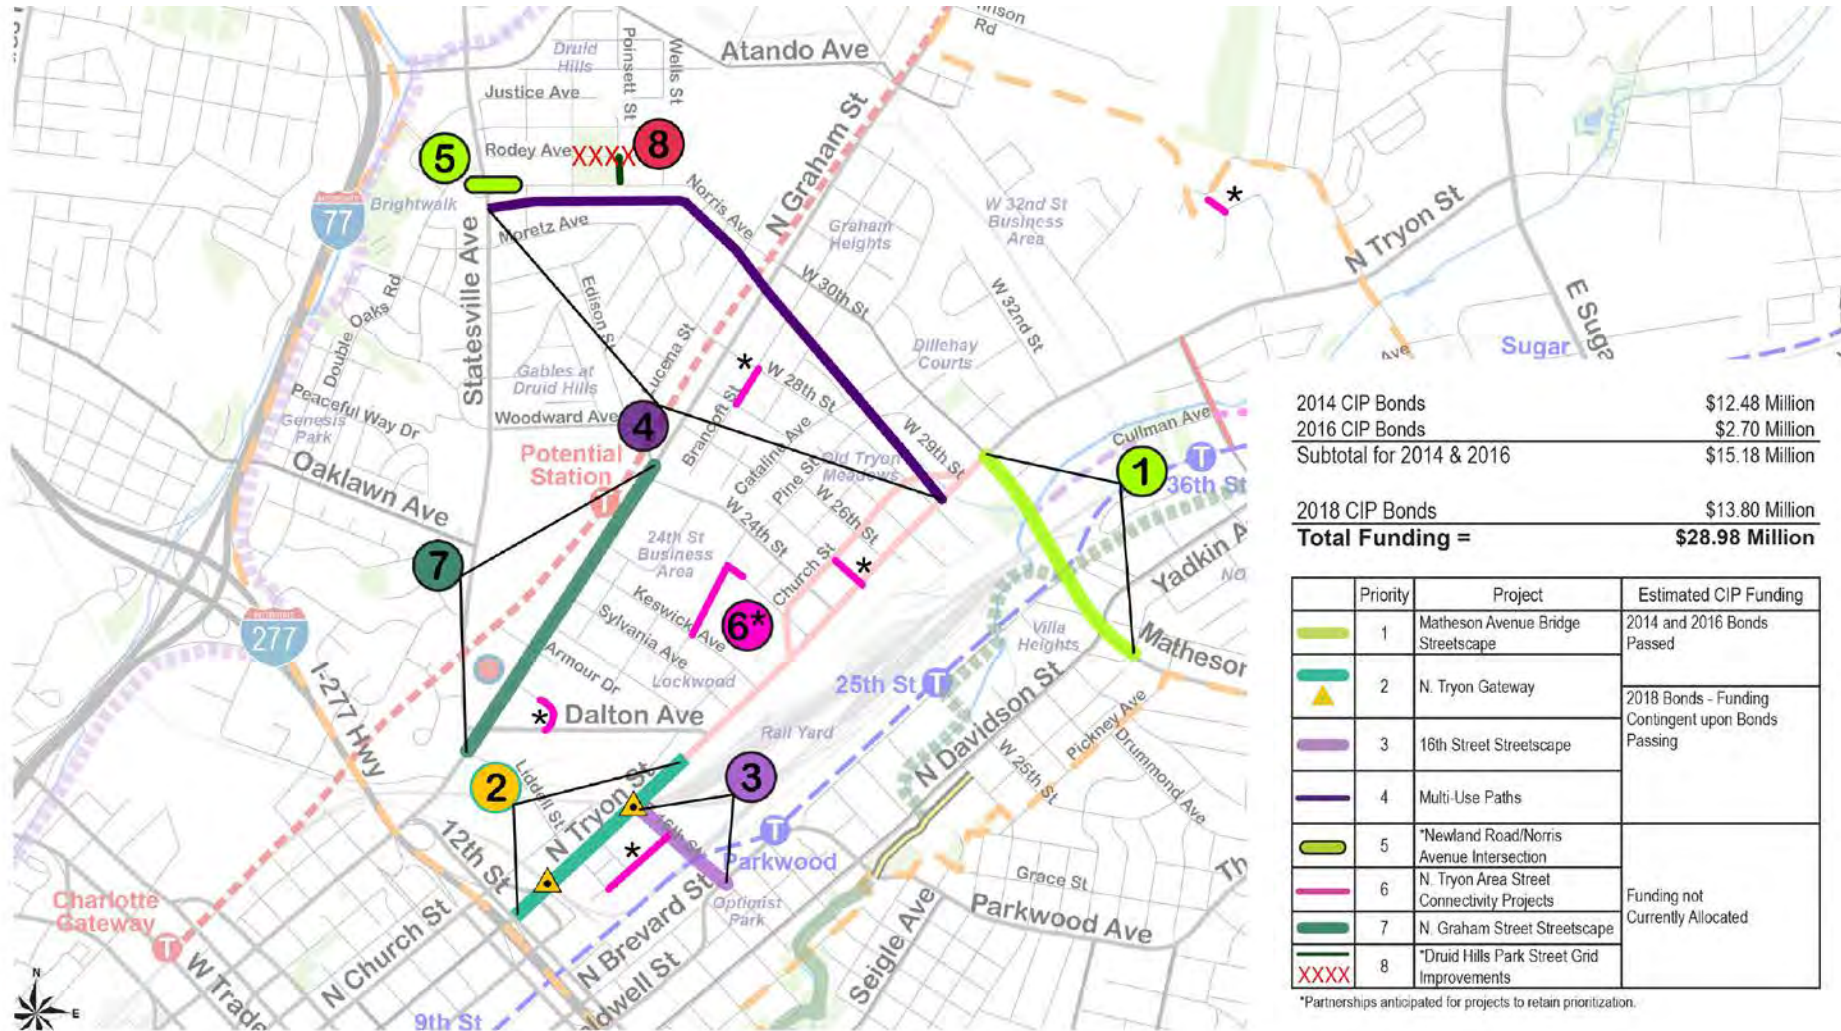 Atando Ave
Druid
Hills
Poinsett St
Wells St
Justice Ave
Rodey Ave
XXXX
8
5
Rd
N Graham St
Norris Ave
Brightwalk
INTERSTATE
77
Moretz Ave
Statesville Ave
Graham
Heights
W 32nd St
Business
Area
*
N Tryon St
W 30th St
W 32nd St
Double Oaks Rd
Edison St
Lucena St
Dillehay
Courts
E Suga
Ave
Sugar
Gables at
Druid Hills
*
W 28th St
Peaceful Way Dr
Genesis
Park
Woodward Ave
4
Brancroft St
Cataline Ave
Pine St
W 29th St
Cullman Ave
Potential
Station
T
Old Tryon
Meadows
1
T
36th St
Oaklawn Ave
W 24th St
W 26th St
24th St
Business
Area
Church St
*
Yadkin A
NO
7
Keswick Ave
6*
Sylvania Ave
Villa
Heights
Matheson
INTERSTATE
277
Armour Dr
Lockwood
25th St
T
I-277 Hwy
*
Dalton Ave
Rail Yard
N Davidson St
Pickney Ave
Drummond Ave
W 25th St
2
Liddell St
N Tryon St
3
16th St
*
T
Parkwood
12th St
Optimist
Park
Grace St
Parkwood Ave
Th
Charlotte
Gateway
T
W Trade
N Church St
N Brevard St
Seigle Ave
9th St
ldwell St
N
E
2014 CIP Bonds $12.48 Million
2016 CIP Bonds $2.70 Million
Subtotal for 2014 & 2016 $15.18 Million
2018 CIP Bonds $13.80 Million
Total Funding = $28.98 Million
Priority Project Estimated CIP Funding
1 Matheson Avenue Bridge
Streetscape
2014 and 2016 Bonds
Passed
2 N. Tryon Gateway
2018 Bonds - Funding
Contingent upon Bonds
Passing
3 16th Street Streetscape
4 Multi-Use Paths
5 *Newland Road/Norris
Avenue Intersection
6 N. Tryon Area Street
Connectivity Projects
Funding not
Currently Allocated
7 N. Graham Street Streetscape
XXXX 8 *Druid Hills Park Street Grid
Improvements
*Partnerships anticipated for projects to retain prioritization.